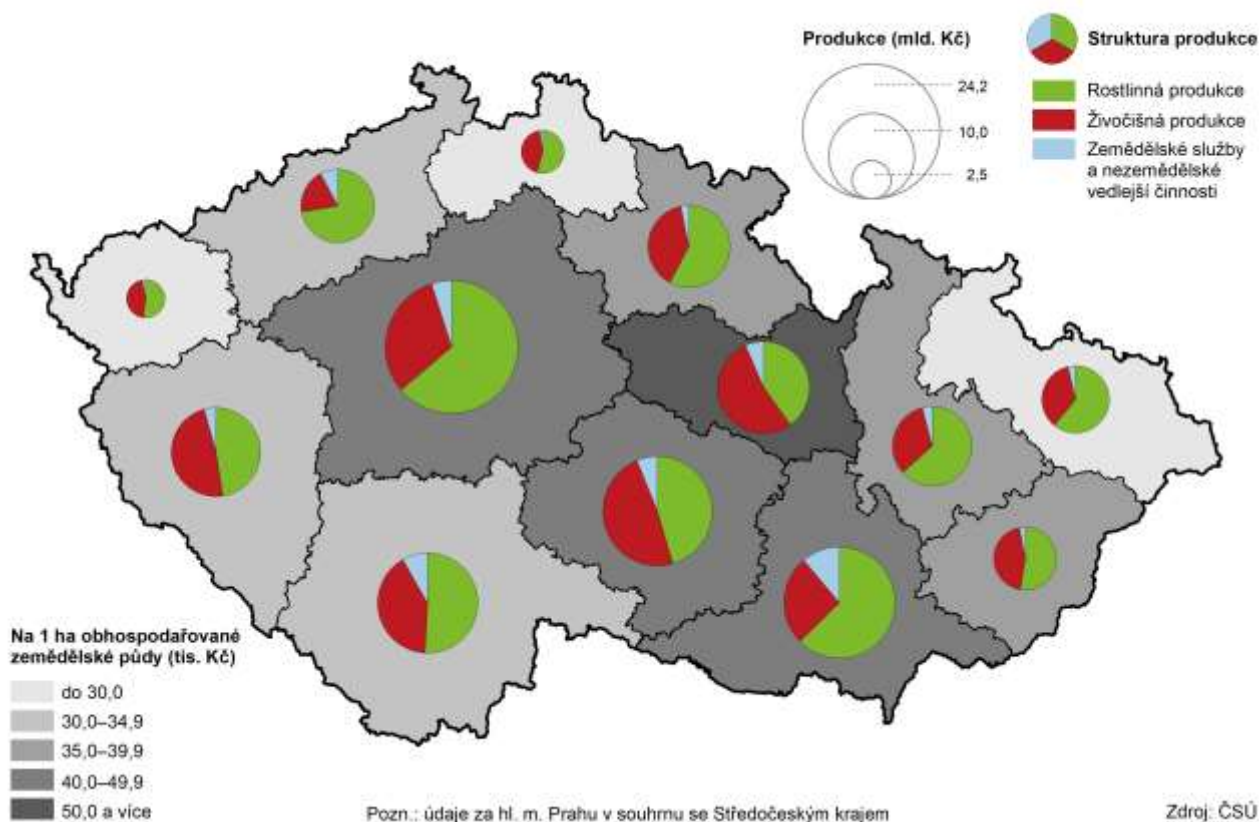 Produkce (mld. Kč)
24,2
10,0
2,5
Struktura produkce
Rostlinná produkce
Živočišná produkce
Zemědělské služby
a nezemědělské
vedlejší činnosti
Na 1 ha obhospodařované
zemědělské půdy (tis. Kč)
do 30,0
30,0–34,9
35,0–39,9
40,0–49,9
50,0 a více
Pozn.: údaje za hl. m. Prahu v souhrnu se Středočeským krajem
Zdroj: ČSÚ